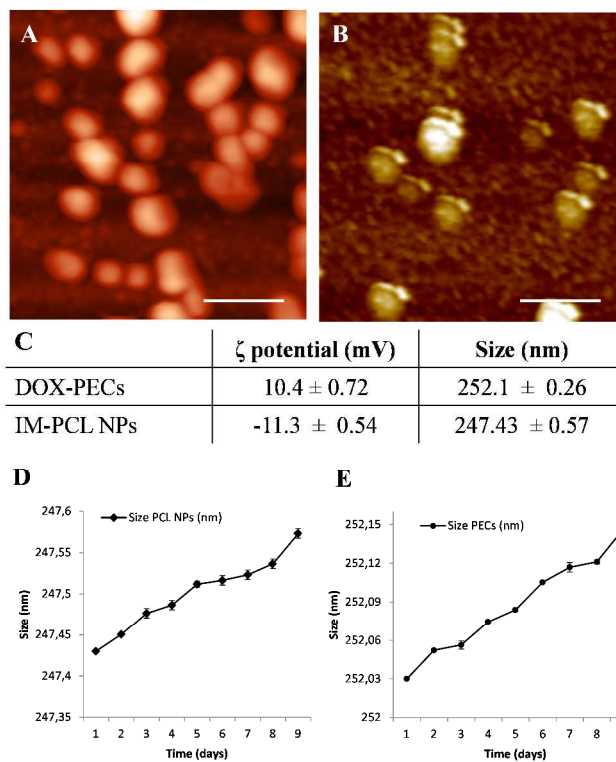 A
B
C
ζ potential (mV) Size (nm)
DOX-PECs 10.4 ± 0.72 252.1 ± 0.26
IM-PCL NPs -11.3 ± 0.54 247.43 ± 0.57
D
Size PCL NPs (nm)
247,6
247,55
247,5
247,45
247,4
247,35
Size (nm)
1 2 3 4 5 6 7 8 9
Time (days)
E
Size PECs (nm)
252,15
252,12
252,09
252,06
252,03
252
Size (nm)
1 2 3 4 5 6 7 8
Time (days)